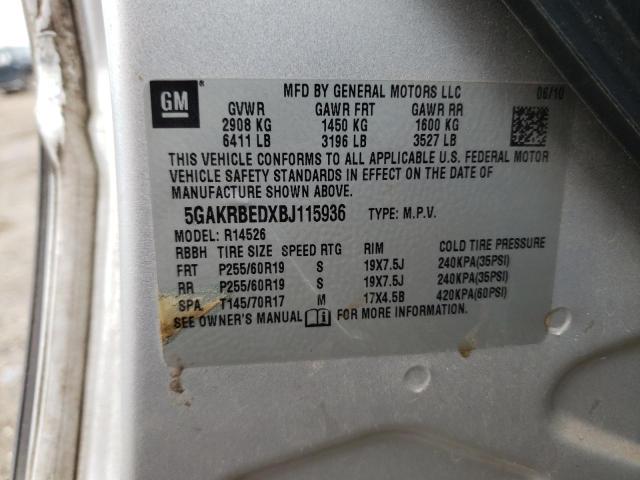 GM
MFD BY GENERAL MOTORS LLC 06/10
GVWR GAWR FRT GAWR RR
2908 KG 1450 KG 1600 KG
6411 LB 3196 LB 3527 LB
THIS VEHICLE CONFORMS TO ALL APPLICABLE U.S. FEDERAL MOTOR
VEHICLE SAFETY STANDARDS IN EFFECT ON THE DATE OF
MANUFACTURE SHOWN ABOVE.
5GAKRBEDXBJ115936 TYPE: M.P.V.
MODEL: R14526
RBBH TIRE SIZE SPEED RTG RIM COLD TIRE PRESSURE
FRT P255/60R19 S 19X7.5J 240KPA(35PSI)
RR P255/60R19 S 19X7.5J 240KPA(35PSI)
SPA T145/70R17 M 17X4.5B 420KPA(60PSI)
SEE OWNER'S MANUAL FOR MORE INFORMATION.